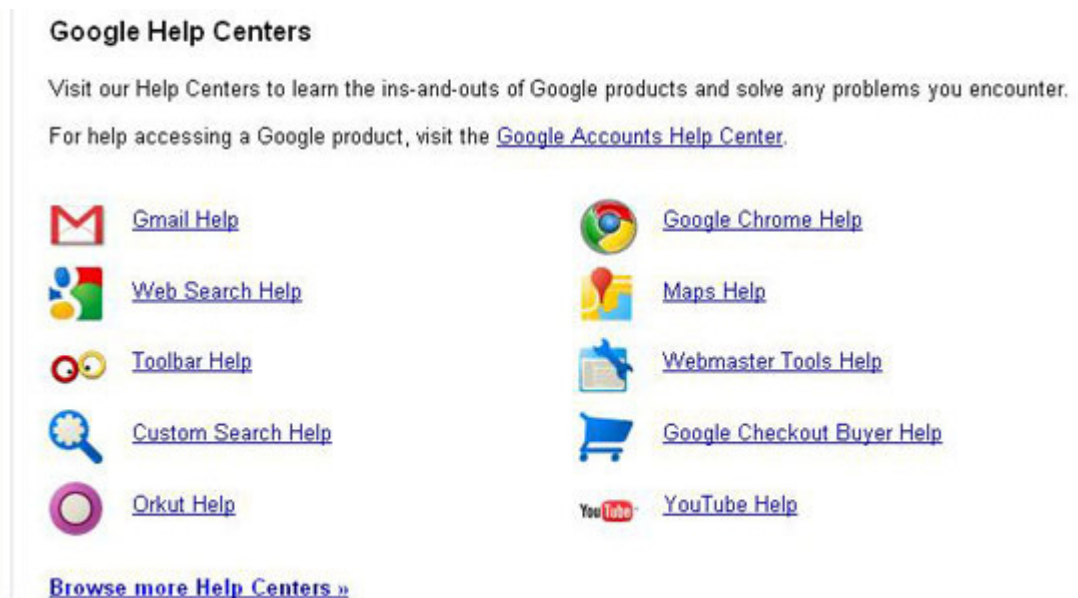 Google Help Centers
Visit our Help Centers to learn the ins-and-outs of Google products and solve any problems you encounter.
For help accessing a Google product, visit the Google Accounts Help Center.
Gmail Help
Google Chrome Help
Web Search Help
Maps Help
Toolbar Help
Webmaster Tools Help
Custom Search Help
Google Checkout Buyer Help
Orkut Help
You Tube YouTube Help
Browse more Help Centers »